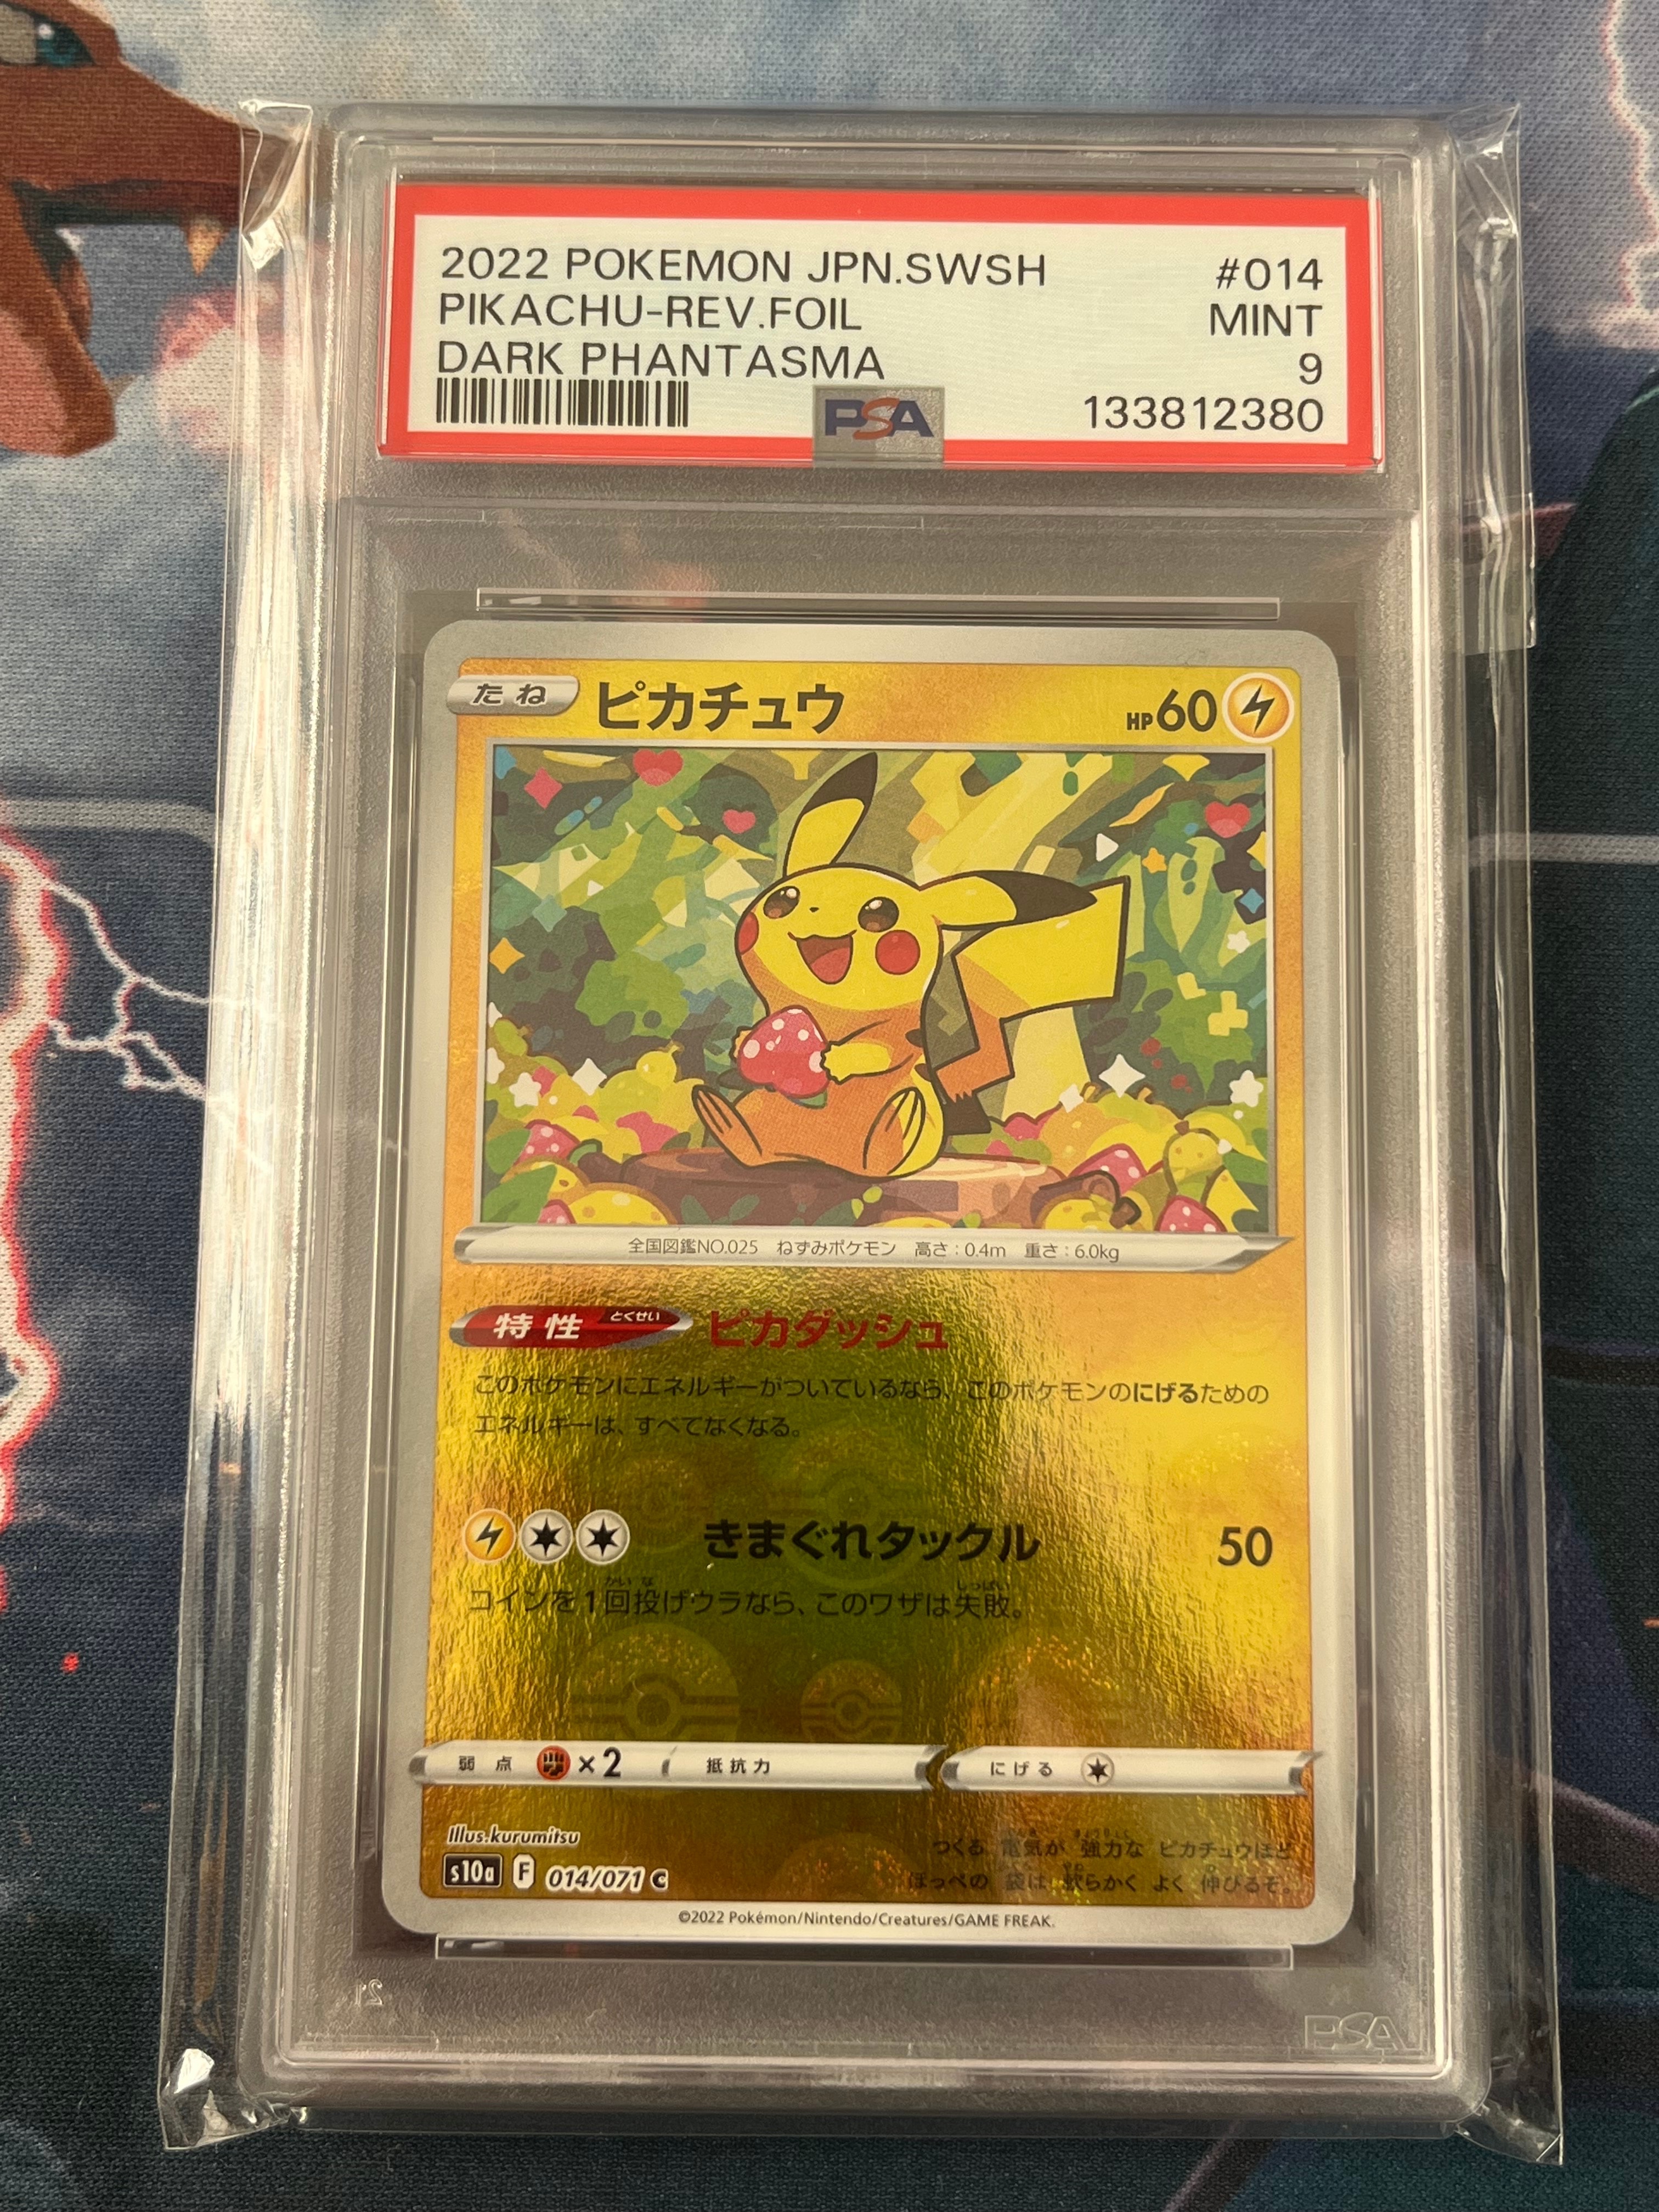 2022 POKEMON JPN.SWSH #014
PIKACHU-REV.FOIL MINT
DARK PHANTASMA 9
PSA 133812380
たね ピカチュウ HP60
全国図鑑NO.025 ねずみポケモン 高さ:0.4m 重さ:6.0kg
特性 とくせい ピカダッシュ
このポケモンにエネルギーがついているなら、このポケモンのにげるための
エネルギーは、すべてなくなる。
きまぐれタックル 50
かい な しっぱい
コインを1回投げウラなら、このワザは失敗。
弱点 ×2 抵抗力 にげる
Illus.kurumitsu
つくる 電気が 強力な ピカチュウほど
s10a F 014/071 C
ほっぺの 袋は 軟らかく よく 伸びるぞ。
©2022 Pokémon/Nintendo/Creatures/GAME FREAK.
PSA